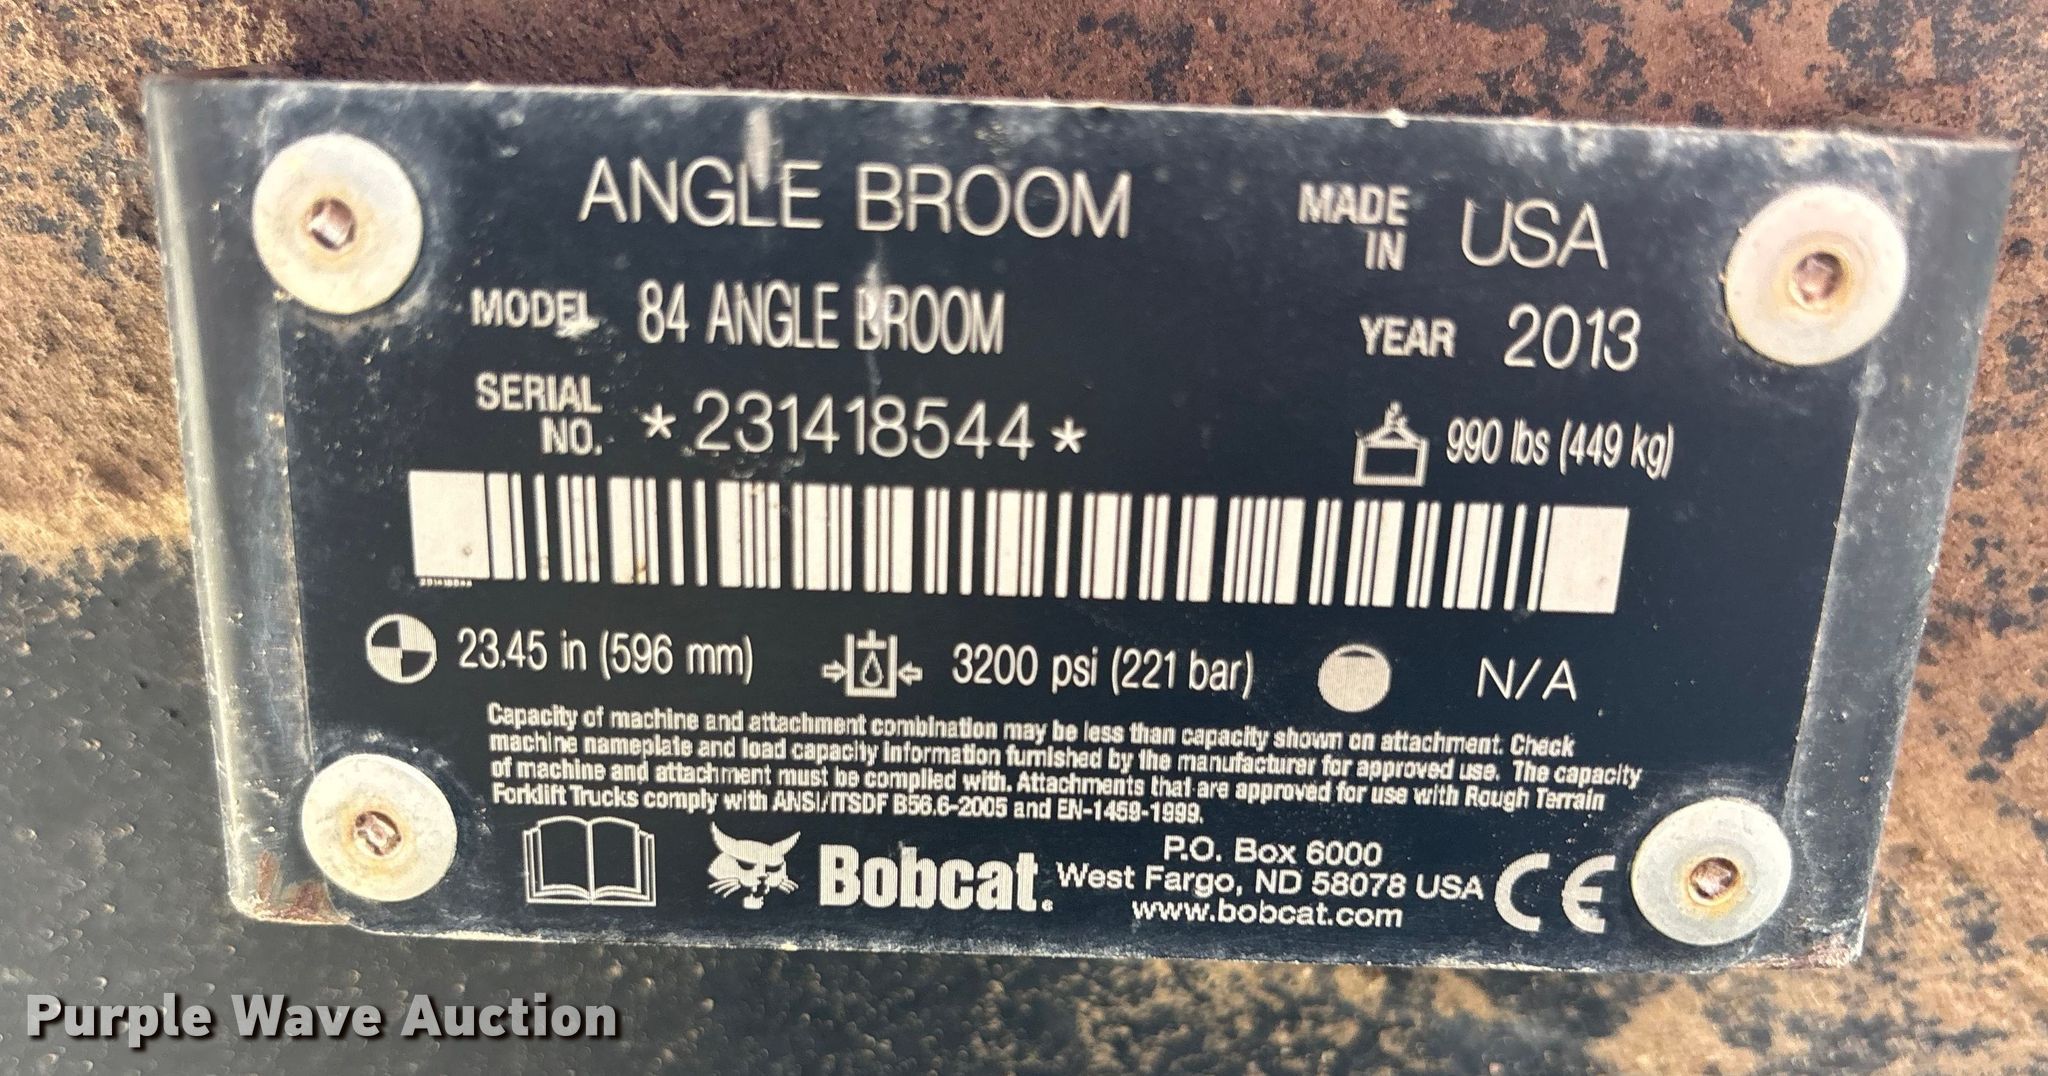 ANGLE BROOM
MADE IN USA
MODEL 84 ANGLE BROOM
YEAR 2013
SERIAL NO. *231418544*
990 lbs (449 kg)
23.45 in (596 mm)
3200 psi (221 bar)
N/A
Capacity of machine and attachment combination may be less than capacity shown on attachment. Check
machine nameplate and load capacity information furnished by the manufacturer for approved use. The capacity
of machine and attachment must be complied with. Attachments that are approved for use with Rough Terrain
Forklift Trucks comply with ANSI/ITSDF B56.6-2005 and EN-1459-1999.
Bobcat.
P.O. Box 6000
West Fargo, ND 58078 USA
www.bobcat.com
CE
Purple Wave Auction